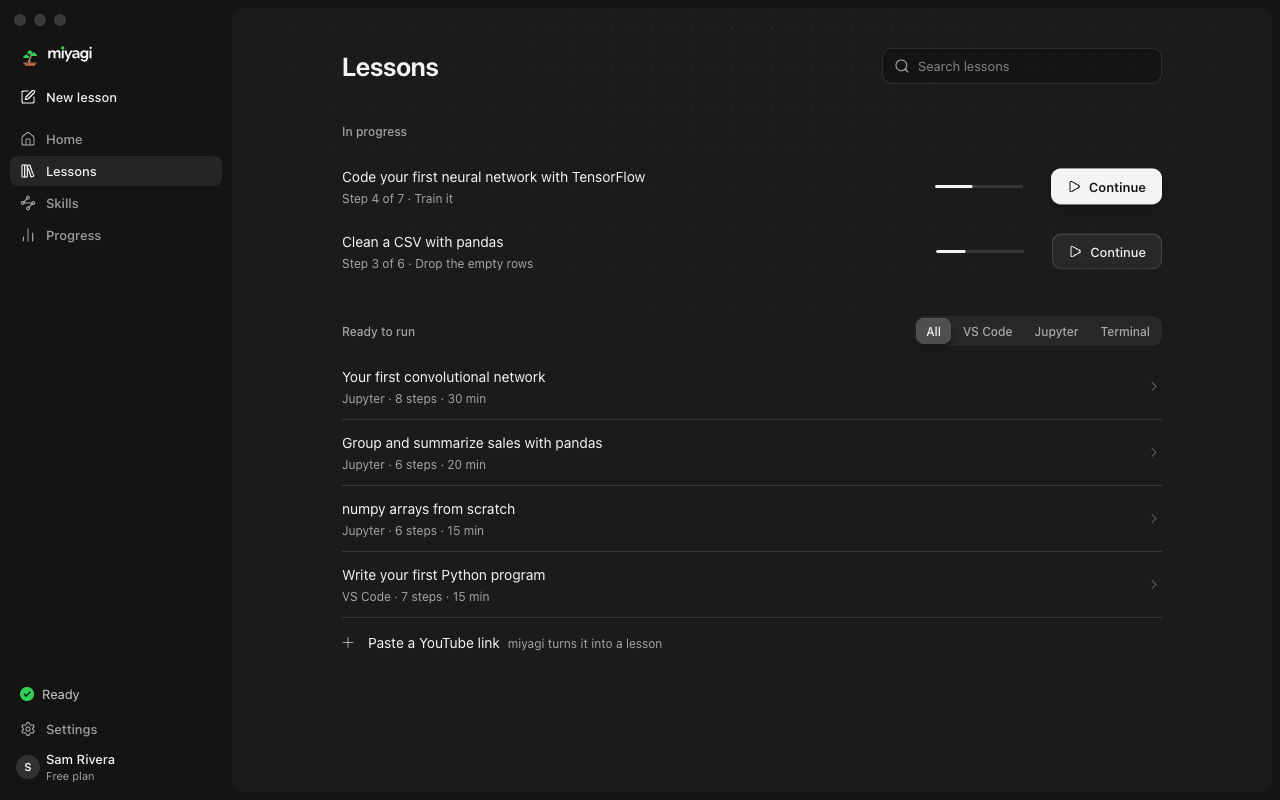 miyagi
New lesson
Home
Lessons
Skills
Progress
Ready
Settings
S
Sam Rivera
Free plan
Lessons
Search lessons
In progress
Code your first neural network with TensorFlow
Step 4 of 7 · Train it
Continue
Clean a CSV with pandas
Step 3 of 6 · Drop the empty rows
Continue
Ready to run
All VS Code Jupyter Terminal
Your first convolutional network
Jupyter · 8 steps · 30 min
Group and summarize sales with pandas
Jupyter · 6 steps · 20 min
numpy arrays from scratch
Jupyter · 6 steps · 15 min
Write your first Python program
VS Code · 7 steps · 15 min
Paste a YouTube link miyagi turns it into a lesson